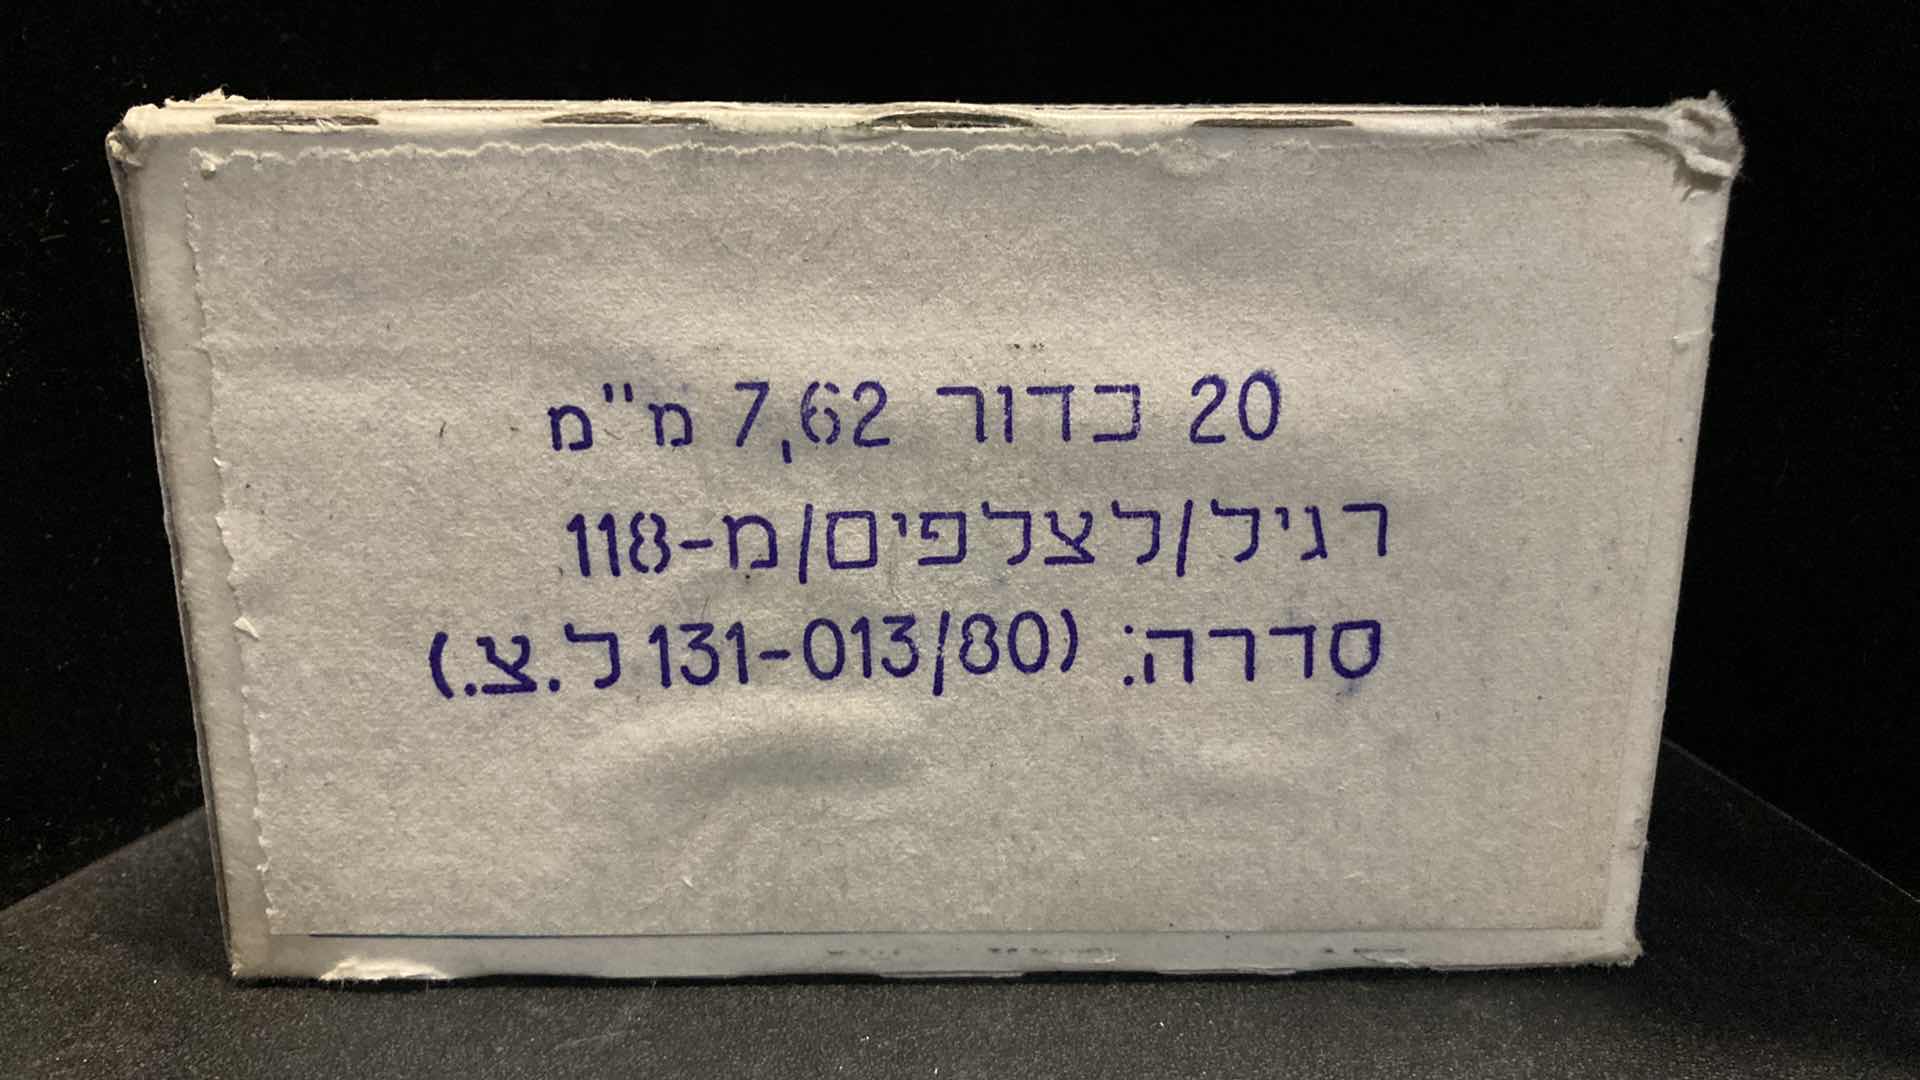 20 כדור 7,62 מ"מ
רגיל/לצלפים/מ-118
סדרה: (131-013/80 ל.צ.)